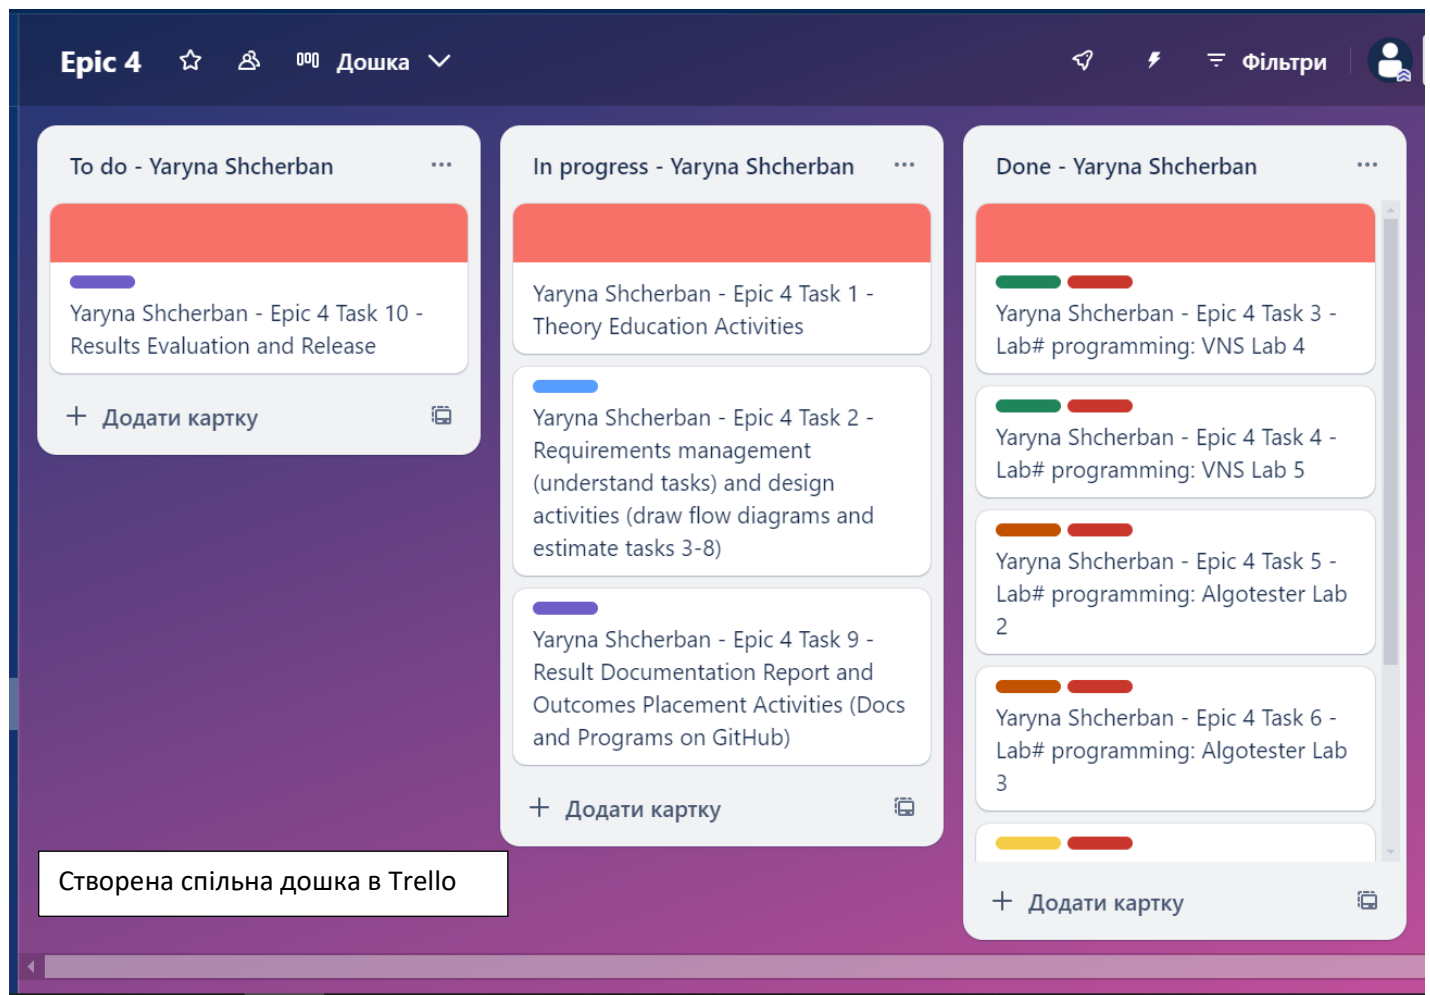 Epic 4
Дошка
Фільтри
To do - Yaryna Shcherban
Yaryna Shcherban - Epic 4 Task 10 -
Results Evaluation and Release
Додати картку
In progress - Yaryna Shcherban
Yaryna Shcherban - Epic 4 Task 1 -
Theory Education Activities
Yaryna Shcherban - Epic 4 Task 2 -
Requirements management
(understand tasks) and design
activities (draw flow diagrams and
estimate tasks 3-8)
Yaryna Shcherban - Epic 4 Task 9 -
Result Documentation Report and
Outcomes Placement Activities (Docs
and Programs on GitHub)
Додати картку
Done - Yaryna Shcherban
Yaryna Shcherban - Epic 4 Task 3 -
Lab# programming: VNS Lab 4
Yaryna Shcherban - Epic 4 Task 4 -
Lab# programming: VNS Lab 5
Yaryna Shcherban - Epic 4 Task 5 -
Lab# programming: Algotester Lab
2
Yaryna Shcherban - Epic 4 Task 6 -
Lab# programming: Algotester Lab
3
Додати картку
Створена спільна дошка в Trello